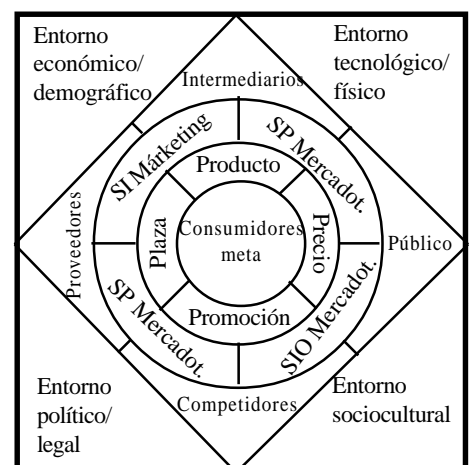 Entorno
económico/
demográfico
Entorno
tecnológico/
físico
Intermediarios
SI Márketing
SP Mercadot.
Producto
Proveedores
Plaza
Consumidores
meta
Precio
Público
SP Mercadot.
Promoción
SIO Mercadot.
Competidores
Entorno
político/
legal
Entorno
sociocultural